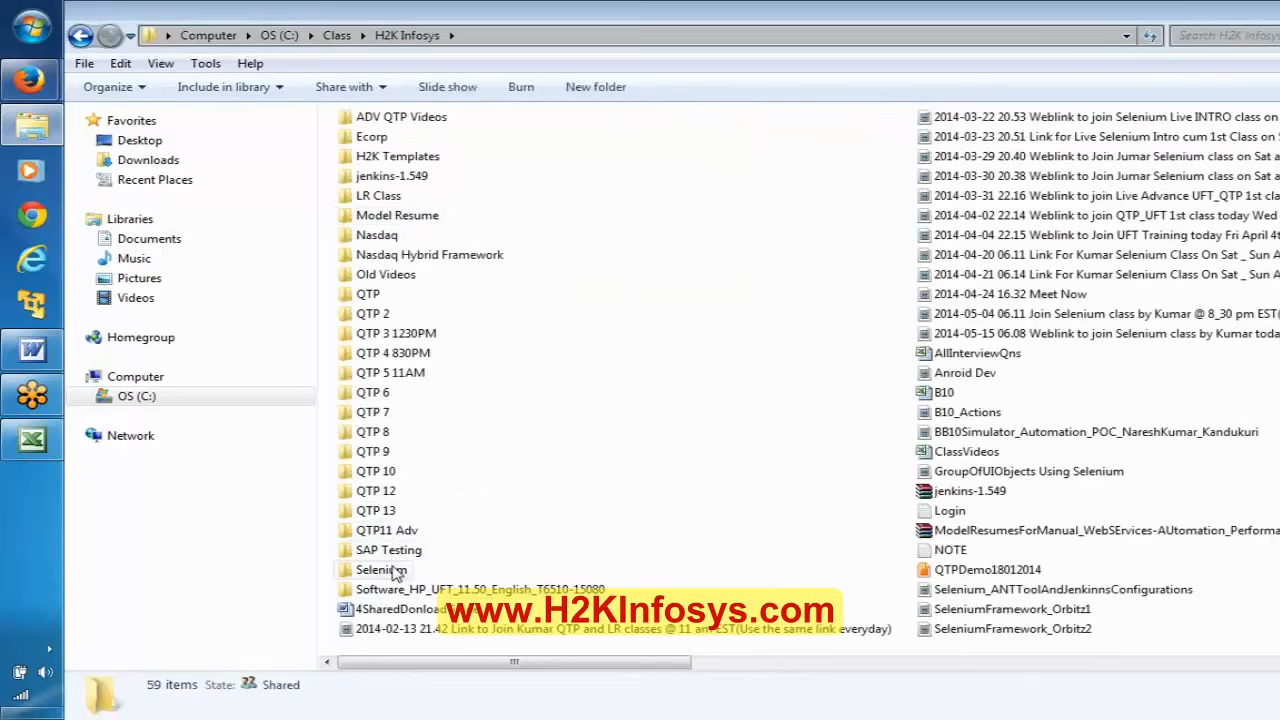 Computer OS (C:) Class H2K Infosys
Search H2K Infosys
File Edit View Tools Help
Organize Include in library Share with Slide show Burn New folder
Favorites
Desktop
Downloads
Recent Places
Libraries
Documents
Music
Pictures
Videos
Homegroup
Computer
OS (C:)
Network
ADV QTP Videos
Ecorp
H2K Templates
jenkins-1.549
LR Class
Model Resume
Nasdaq
Nasdaq Hybrid Framework
Old Videos
QTP
QTP 2
QTP 3 1230PM
QTP 4 830PM
QTP 5 11AM
QTP 6
QTP 7
QTP 8
QTP 9
QTP 10
QTP 12
QTP 13
QTP11 Adv
SAP Testing
Selenium
Software_HP_UFT_11.50_English_T6510-15080
4SharedDonload
2014-02-13 21.42 Link to Join Kumar QTP and LR classes @ 11 am EST(Use the same link everyday)
2014-03-22 20.53 Weblink to join Selenium Live INTRO class on
2014-03-23 20.51 Link for Live Selenium Intro cum 1st Class on S
2014-03-29 20.40 Weblink to Join Jumar Selenium class on Sat a
2014-03-30 20.38 Weblink to Join Jumar Selenium class on Sat a
2014-03-31 22.16 Weblink to join Live Advance UFT_QTP 1st cla
2014-04-02 22.14 Weblink to join QTP_UFT 1st class today Wed
2014-04-04 22.15 Weblink to Join UFT Training today Fri April 4t
2014-04-20 06.11 Link For Kumar Selenium Class On Sat _ Sun A
2014-04-21 06.14 Link For Kumar Selenium Class On Sat _ Sun A
2014-04-24 16.32 Meet Now
2014-05-04 06.11 Join Selenium class by Kumar @ 8_30 pm EST(
2014-05-15 06.08 Weblink to join Selenium class by Kumar toda
AllInterviewQns
Anroid Dev
B10
B10_Actions
BB10Simulator_Automation_POC_NareshKumar_Kandukuri
ClassVideos
GroupOfUIObjects Using Selenium
jenkins-1.549
Login
ModelResumesForManual_WebSErvices-AUtomation_Performa
NOTE
QTPDemo18012014
Selenium_ANTToolAndJenkinnsConfigurations
SeleniumFramework_Orbitz1
SeleniumFramework_Orbitz2
www.H2KInfosys.com
59 items State: Shared